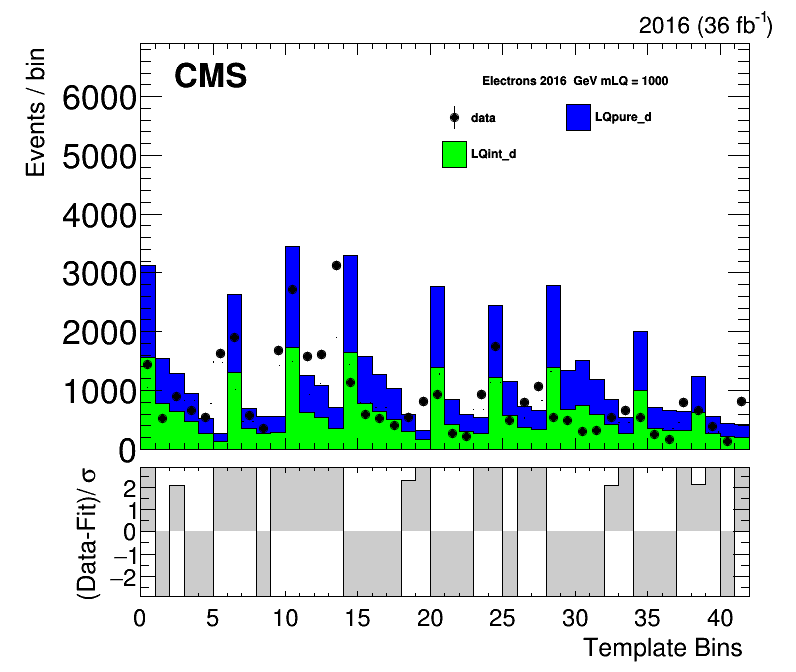 2016 (36 fb-1)
CMS
Electrons 2016 GeV mLQ = 1000
data
LQpure_d
LQint_d
Events / bin
6000
5000
4000
3000
2000
1000
0
(Data-Fit)/ σ
2
1
0
−1
−2
0 5 10 15 20 25 30 35 40
Template Bins